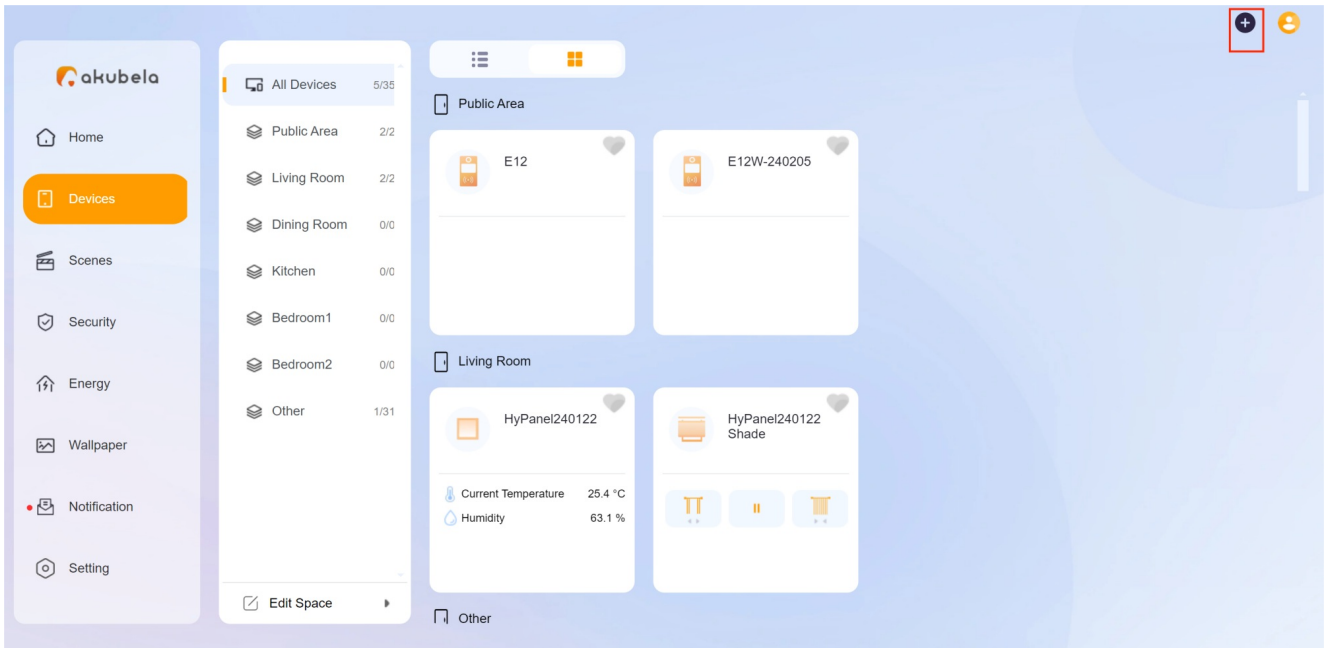 akubela
Home
Devices
Scenes
Security
Energy
Wallpaper
Notification
Setting
All Devices 5/35
Public Area 2/2
Living Room 2/2
Dining Room 0/0
Kitchen 0/0
Bedroom1 0/0
Bedroom2 0/0
Other 1/31
Edit Space
Public Area
E12
E12W-240205
Living Room
HyPanel240122
Current Temperature 25.4 °C
Humidity 63.1 %
HyPanel240122
Shade
Other